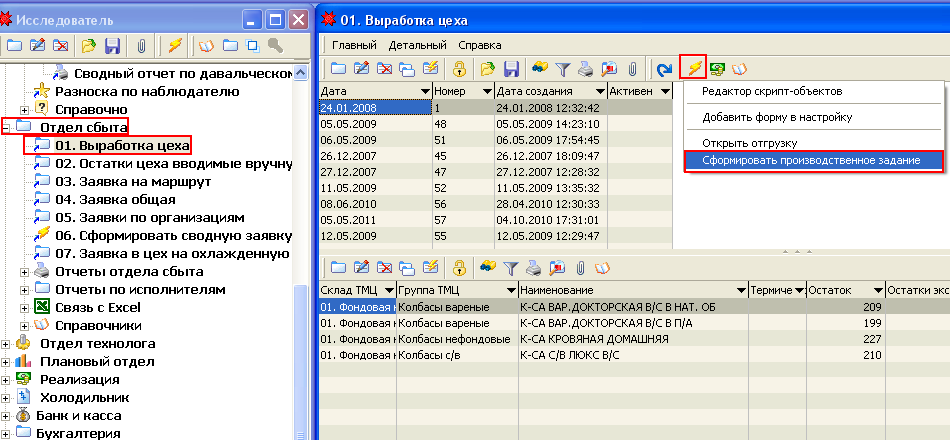 Исследователь
Сводный отчет по давальческом
Разноска по наблюдателю
Справочно
Отдел сбыта
01. Выработка цеха
02. Остатки цеха вводимые вручну
03. Заявка на маршрут
04. Заявка общая
05. Заявки по организациям
06. Сформировать сводную заявку
07. Заявка в цех на охлажденную
Отчеты отдела сбыта
Отчеты по исполнителям
Связь с Excel
Справочники
Отдел технолога
Плановый отдел
Реализация
Холодильник
Банк и касса
Бухгалтерия
01. Выработка цеха
Главный Детальный Справка
Дата Номер Дата создания Активен
24.01.2008 1 24.01.2008 12:32:42
05.05.2009 48 05.05.2009 14:23:10
06.05.2009 51 06.05.2009 17:54:45
26.12.2007 45 26.12.2007 18:09:47
27.12.2007 47 27.12.2007 12:28:32
11.05.2009 52 11.05.2009 13:35:32
08.06.2010 56 28.04.2010 12:30:33
05.05.2011 57 04.10.2010 17:31:01
12.05.2009 55 12.05.2009 12:29:47
Редактор скрипт-объектов
Добавить форму в настройку
Открыть отгрузку
Сформировать производственное задание
Склад ТМЦ Группа ТМЦ Наименование Термиче Остаток Остатки экс
01. Фондовая Колбасы вареные К-СА ВАР.ДОКТОРСКАЯ В/С В НАТ. ОБ 209
01. Фондовая Колбасы вареные К-СА ВАР.ДОКТОРСКАЯ В/С В П/А 199
01. Фондовая Колбасы нефондовые К-СА КРОВЯНАЯ ДОМАШНЯЯ 227
01. Фондовая Колбасы с/в К-СА С/В ЛЮКС В/С 210